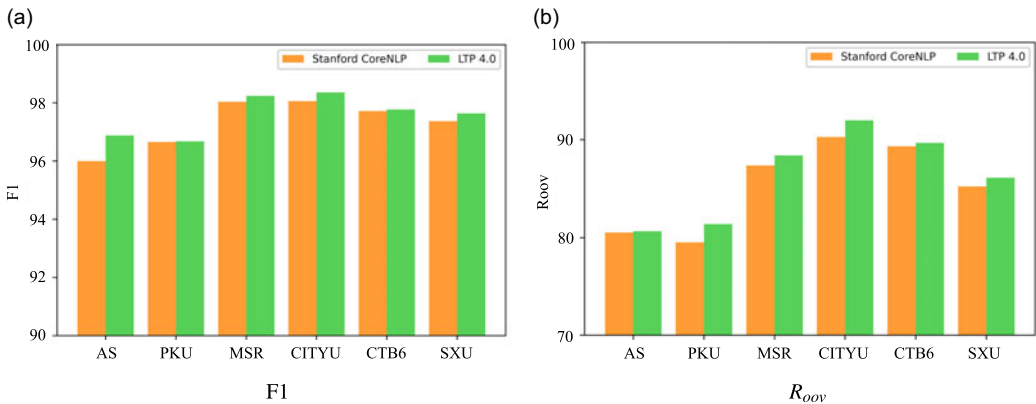 (a)
100
98
96
94
92
90
F1
Stanford CoreNLP LTP 4.0
AS PKU MSR CITYU CTB6 SXU
F1
(b)
100
90
80
70
Roov
Stanford CoreNLP LTP 4.0
AS PKU MSR CITYU CTB6 SXU
Roov